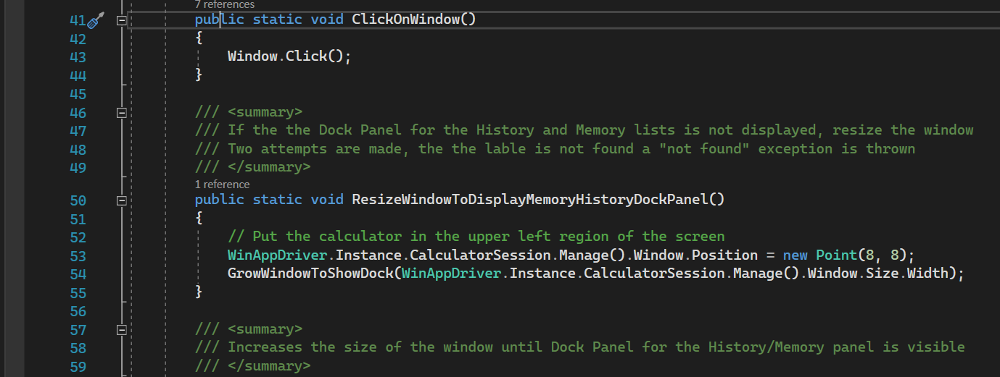 7 references
41 public static void ClickOnWindow()
42 {
43 Window.Click();
44 }
45
46 /// <summary>
47 /// If the the Dock Panel for the History and Memory lists is not displayed, resize the window
48 /// Two attempts are made, the the lable is not found a "not found" exception is thrown
49 /// </summary>
1 reference
50 public static void ResizeWindowToDisplayMemoryHistoryDockPanel()
51 {
52 // Put the calculator in the upper left region of the screen
53 WinAppDriver.Instance.CalculatorSession.Manage().Window.Position = new Point(8, 8);
54 GrowWindowToShowDock(WinAppDriver.Instance.CalculatorSession.Manage().Window.Size.Width);
55 }
56
57 /// <summary>
58 /// Increases the size of the window until Dock Panel for the History/Memory panel is visible
59 /// </summary>